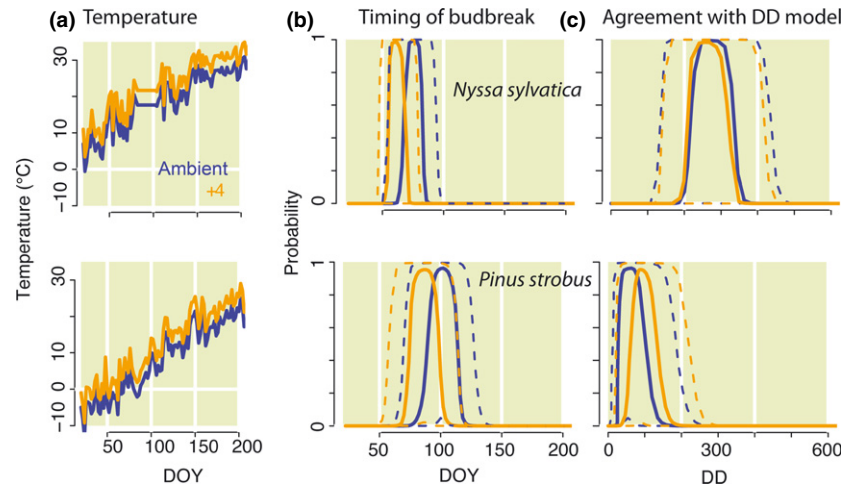 (a) Temperature
(b) Timing of budbreak
(c) Agreement with DD model
Temperature (°C)
30
10
0
−10
Ambient
+4
Probability
1
0
Nyssa sylvatica
30
10
0
−10
50 100 150 200
DOY
1
0
Pinus strobus
50 100 150 200
DOY
0 300 600
DD